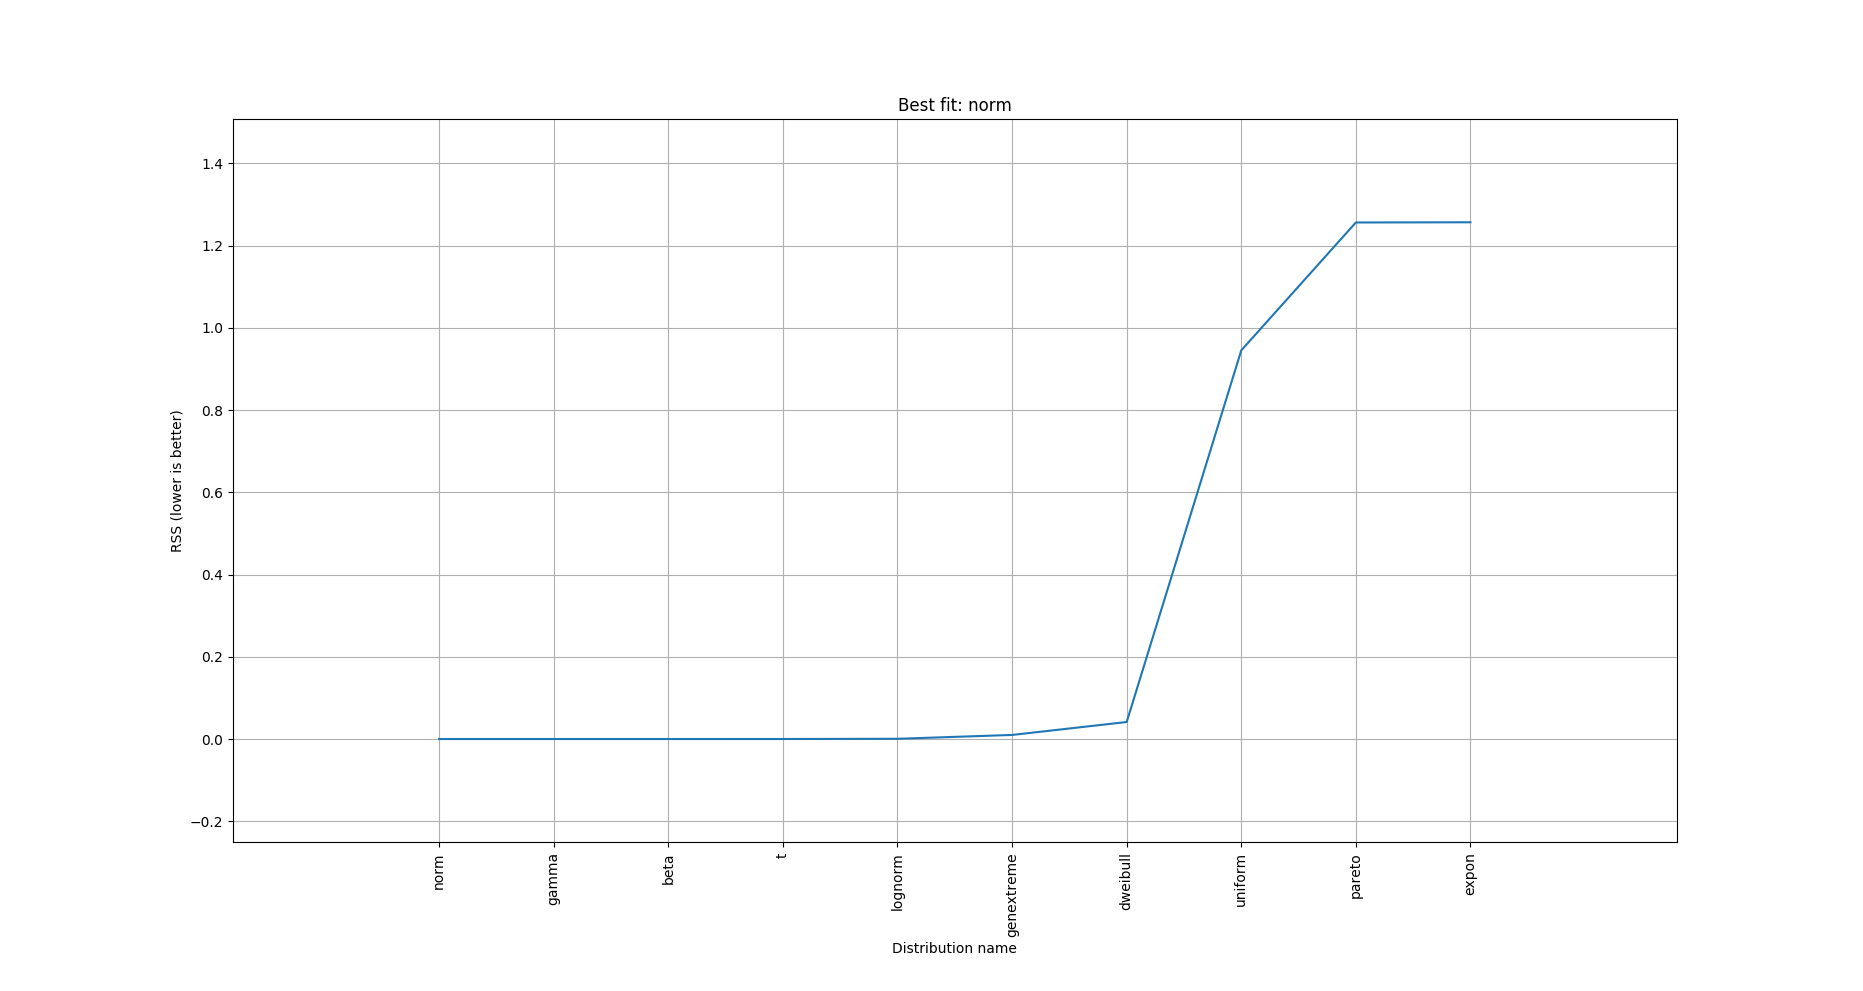 Best fit: norm
1.4
1.2
1.0
0.8
0.6
0.4
0.2
0.0
−0.2
RSS (lower is better)
norm
gamma
beta
t
lognorm
genextreme
dweibull
uniform
pareto
expon
Distribution name